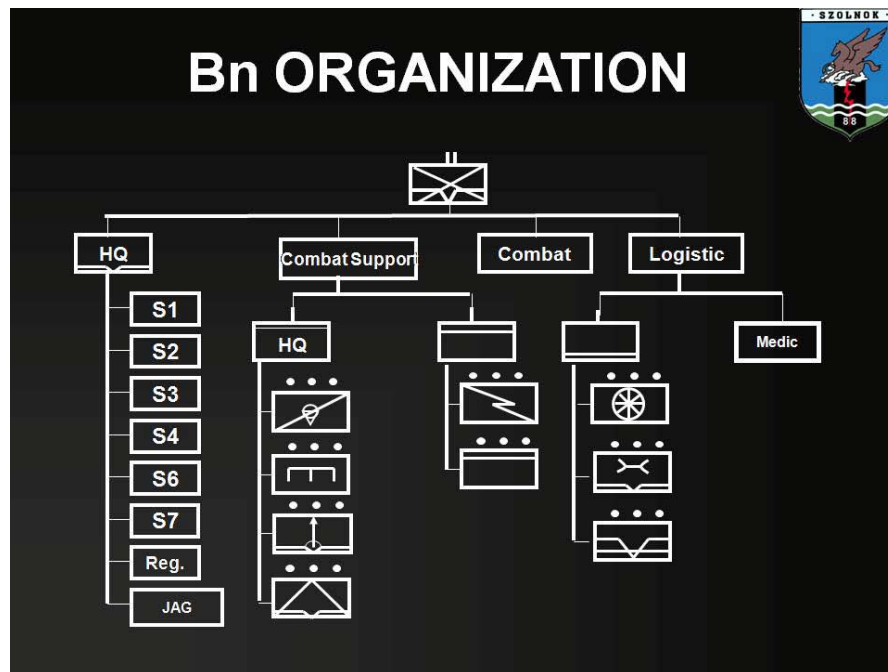 · SZOLNOK ·
88
Bn ORGANIZATION
HQ
Combat Support
Combat
Logistic
S1
S2
S3
S4
S6
S7
Reg.
JAG
HQ
Medic